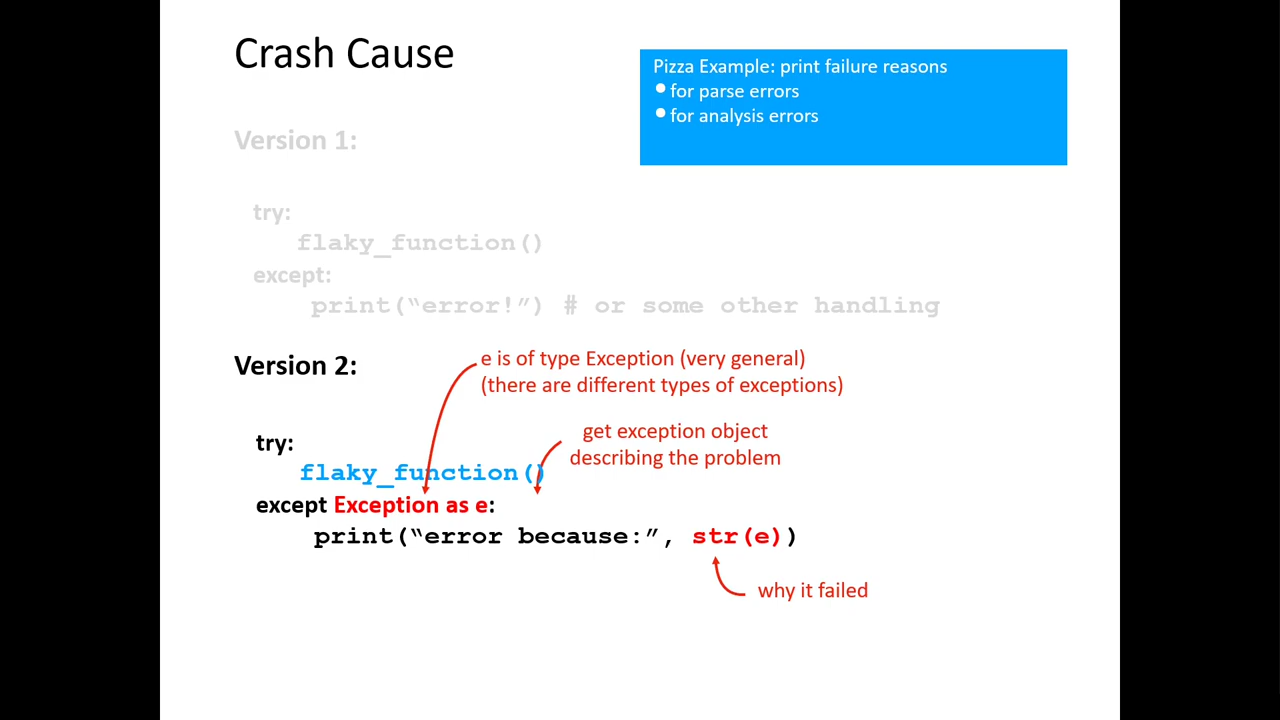 Crash Cause
Pizza Example: print failure reasons
• for parse errors
• for analysis errors
Version 1:
try:
flaky_function()
except:
print(“error!”) # or some other handling
Version 2:
e is of type Exception (very general)
(there are different types of exceptions)
get exception object
describing the problem
try:
flaky_function()
except Exception as e:
print(“error because:”, str(e))
why it failed